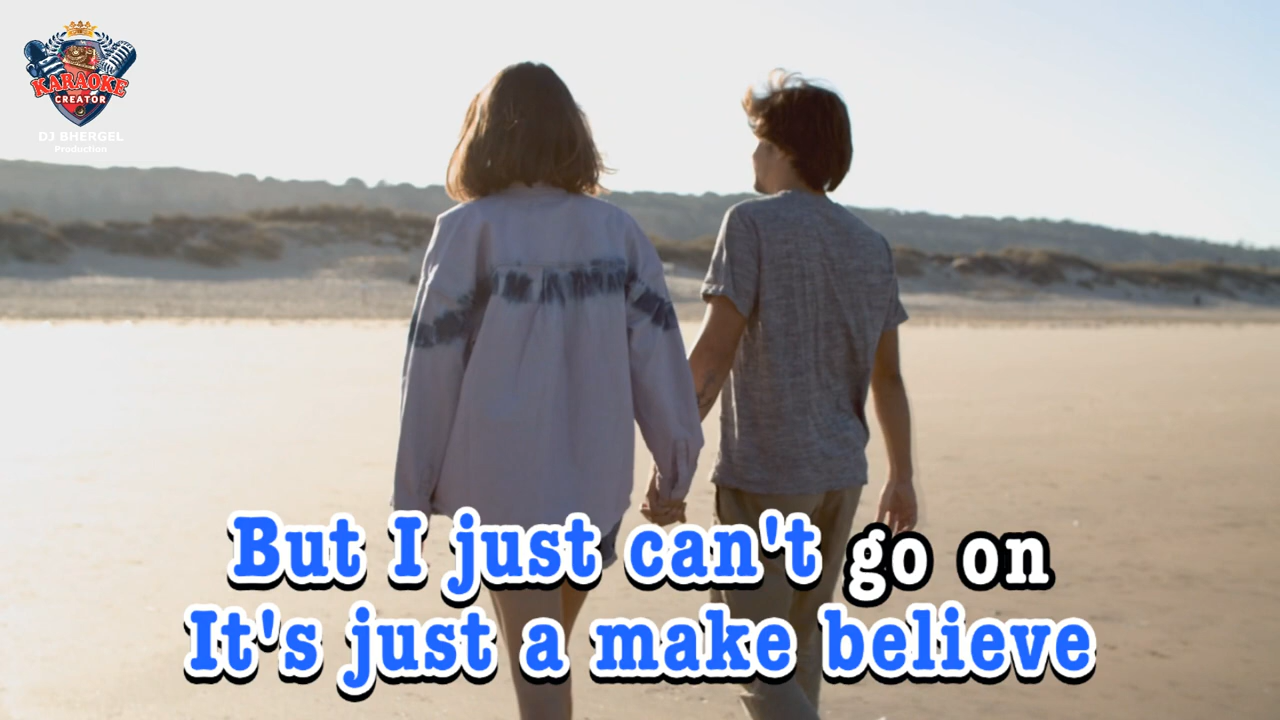 KARAOKE
CREATOR
DJ BHERGEL
Production
But I just can't go on
It's just a make believe